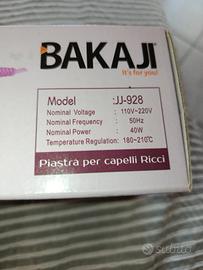 BAKAJI
It's for you!
Model :JJ-928
Nominal Voltage : 110V~220V
Nominal Frequency : 50Hz
Nominal Power : 40W
Temperature Regulation: 180~210°C
Piastra per capelli Ricci
subito